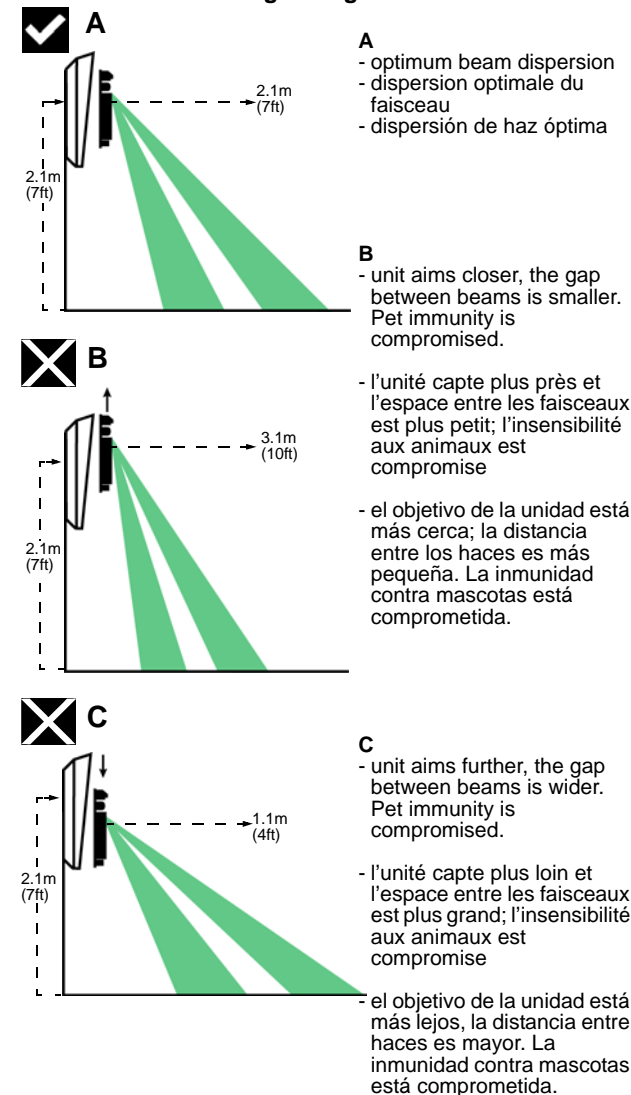 A
2.1m
(7ft)
2.1m
(7ft)
A
- optimum beam dispersion
- dispersion optimale du
faisceau
- dispersión de haz óptima
B
3.1m
(10ft)
2.1m
(7ft)
B
- unit aims closer, the gap
between beams is smaller.
Pet immunity is
compromised.
- l'unité capte plus près et
l'espace entre les faisceaux
est plus petit; l'insensibilité
aux animaux est
compromise
- el objetivo de la unidad está
más cerca; la distancia
entre los haces es más
pequeña. La inmunidad
contra mascotas está
comprometida.
C
1.1m
(4ft)
2.1m
(7ft)
C
- unit aims further, the gap
between beams is wider.
Pet immunity is
compromised.
- l'unité capte plus loin et
l'espace entre les faisceaux
est plus grand; l'insensibilité
aux animaux est
compromise
- el objetivo de la unidad está
más lejos, la distancia entre
haces es mayor. La
inmunidad contra mascotas
está comprometida.